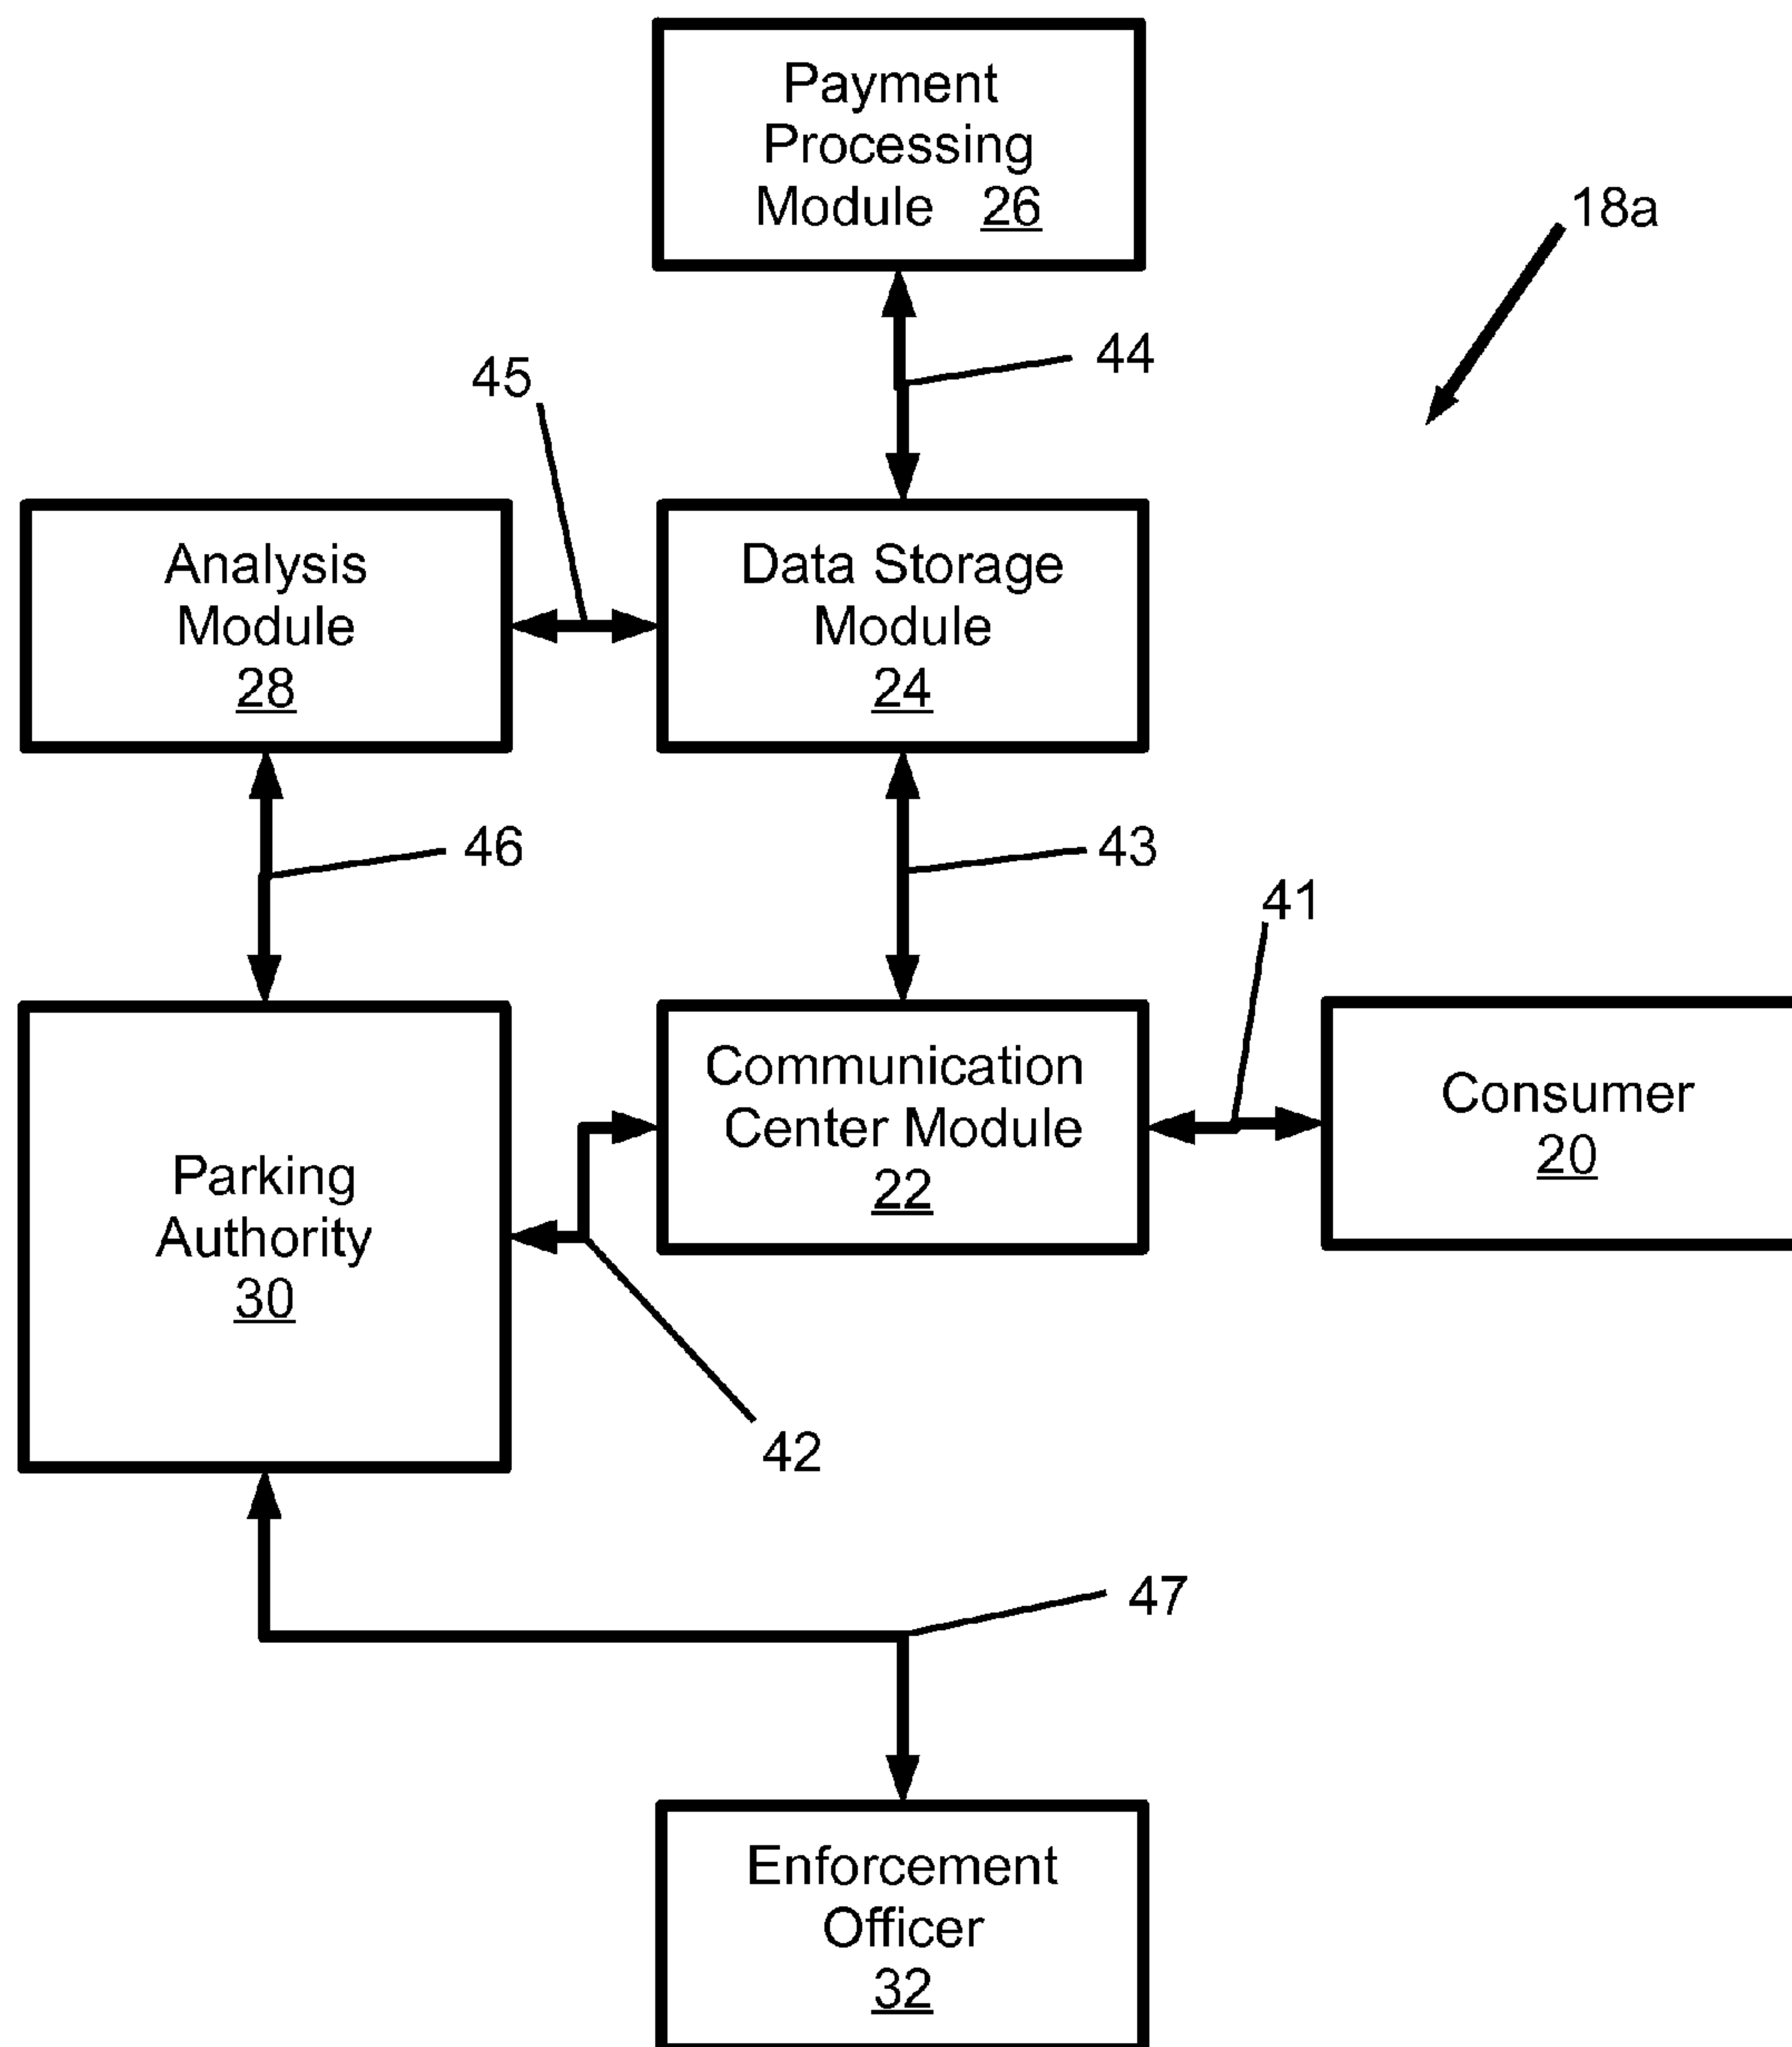 Payment
Processing
Module 26
18a
44
45
Analysis
Module
28
Data Storage
Module
24
46
43
41
Communication
Center Module
22
Consumer
20
Parking
Authority
30
42
47
Enforcement
Officer
32